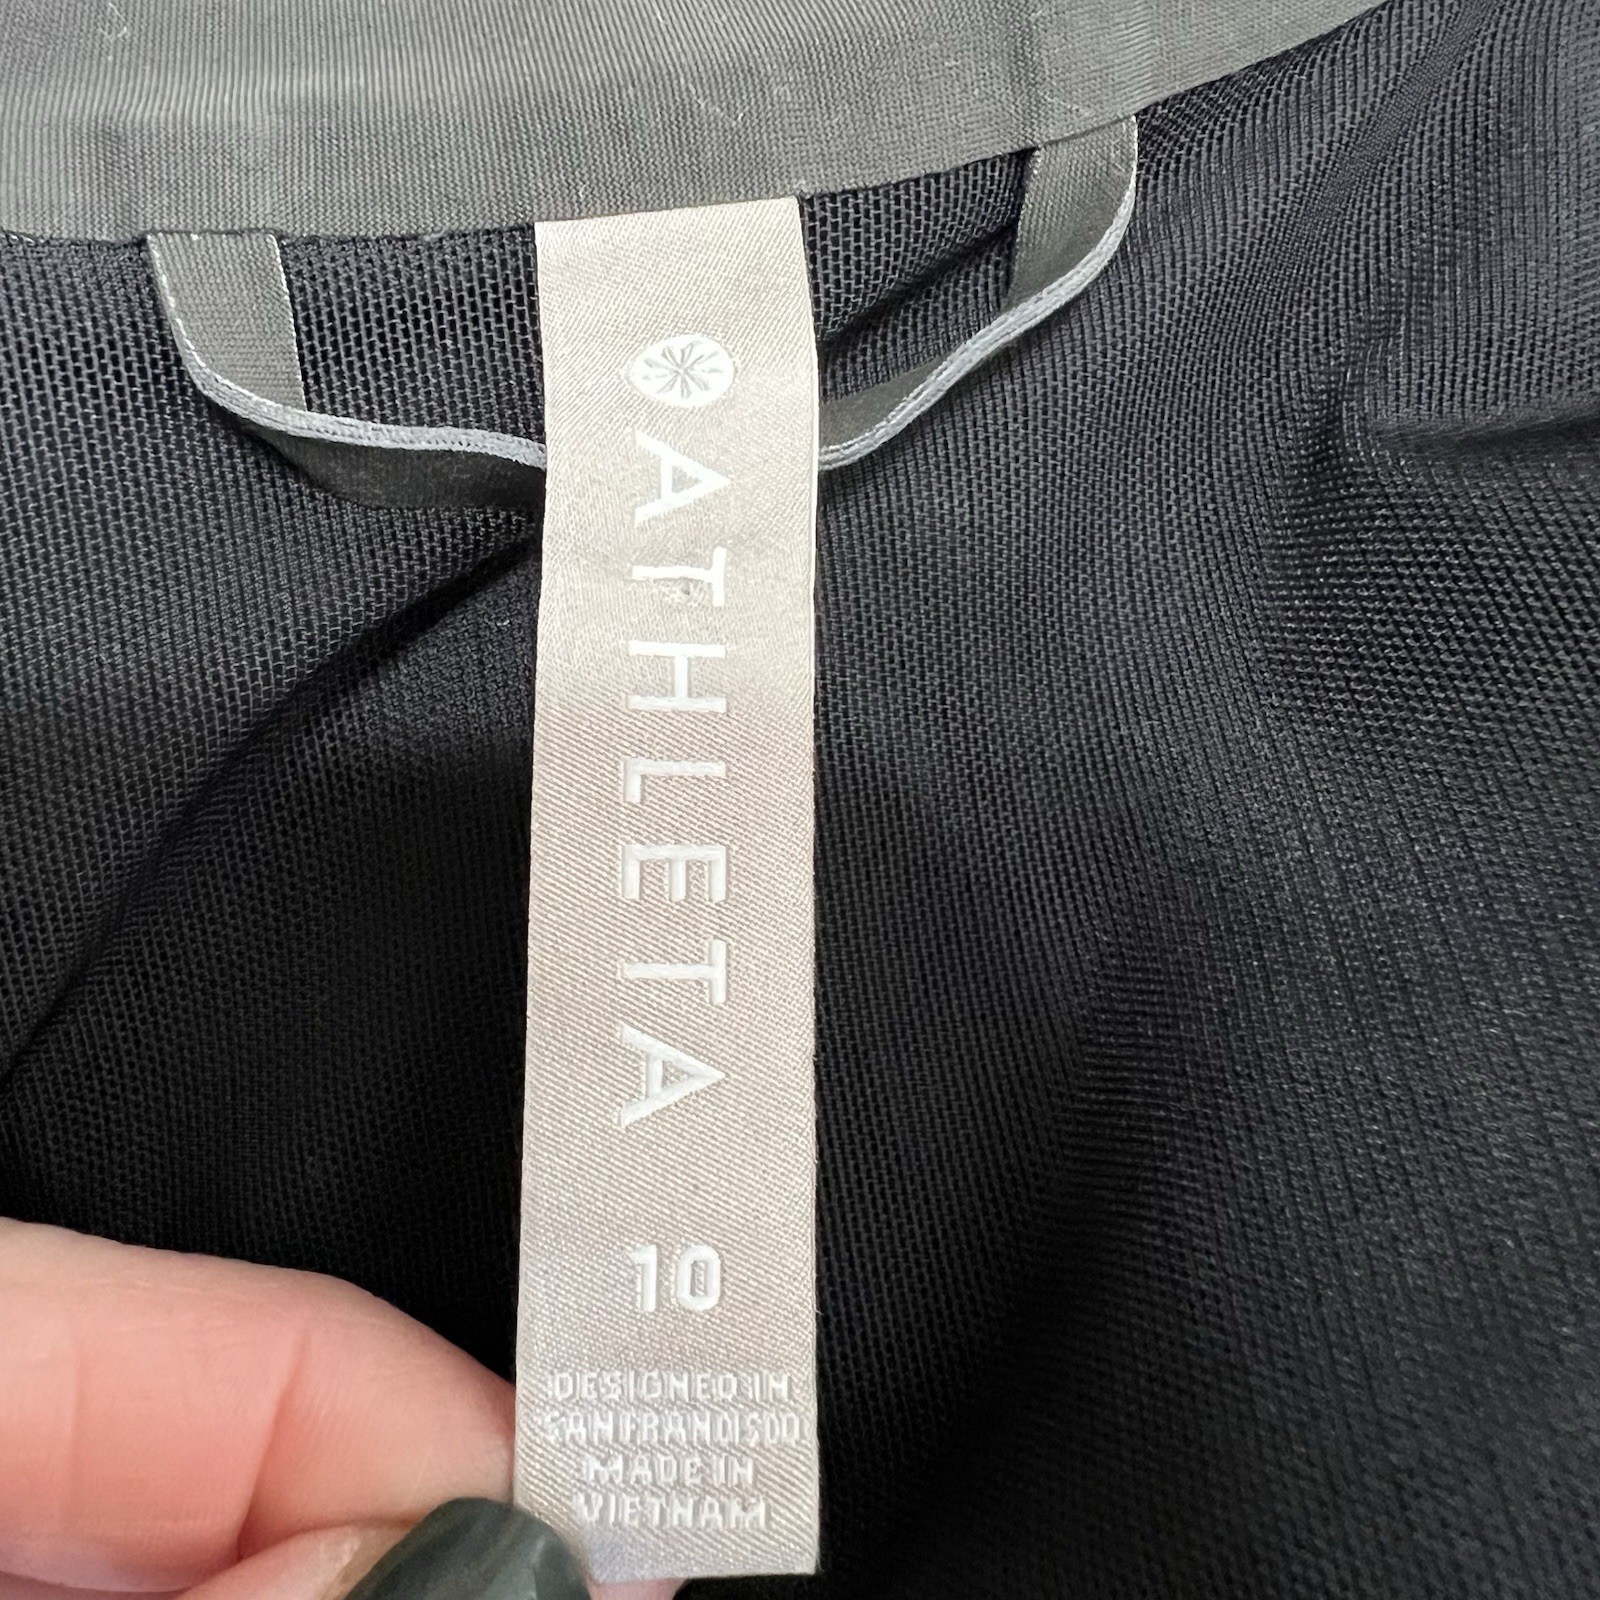 ATHLETA
10
DESIGNED IN
SAN FRANCISCO
MADE IN
VIETNAM